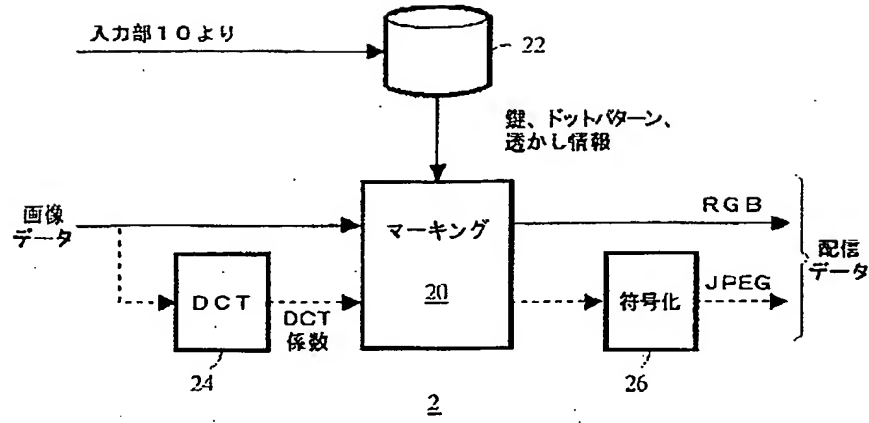 入力部10より
22
鍵、ドットパターン、
透かし情報
画像
データ
マーキング
20
RGB
配信
データ
DCT
DCT
係数
符号化
JPEG
24
26
2